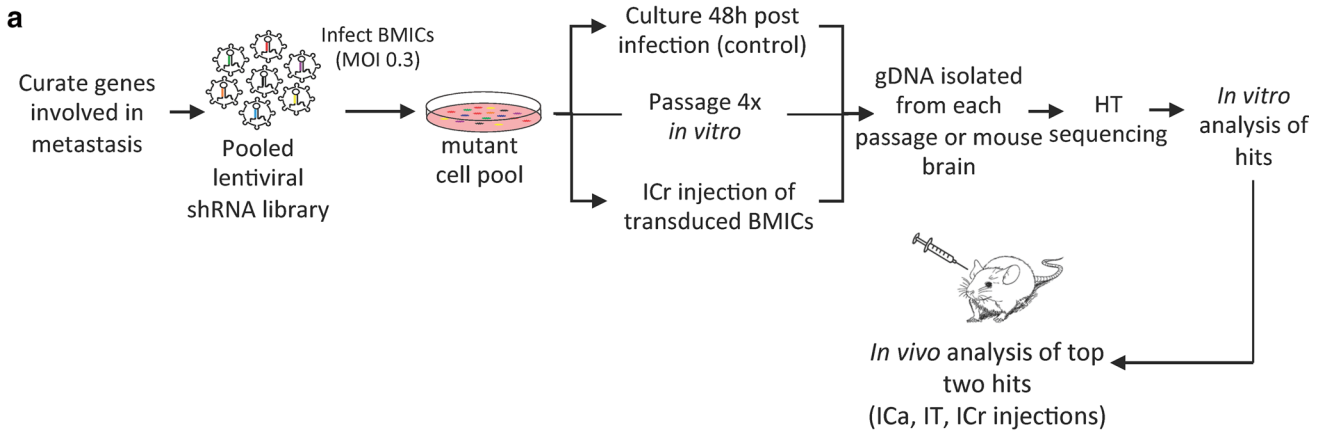 a
Curate genes
involved in
metastasis
Pooled
lentiviral
shRNA library
Infect BMICs
(MOI 0.3)
mutant
cell pool
Culture 48h post
infection (control)
Passage 4x
in vitro
ICr injection of
transduced BMICs
gDNA isolated
from each
passage or mouse
brain
HT
sequencing
In vitro
analysis of
hits
In vivo analysis of top
two hits
(ICa, IT, ICr injections)